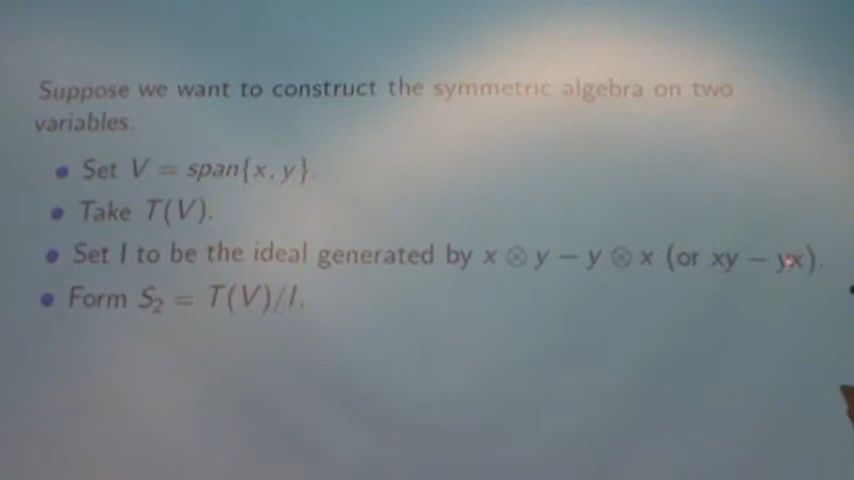 Suppose we want to construct the symmetric algebra on two
variables.
• Set V = span{x, y}.
• Take T(V).
• Set I to be the ideal generated by x ⊗ y − y ⊗ x (or xy − yx).
• Form S₂ = T(V)/I.